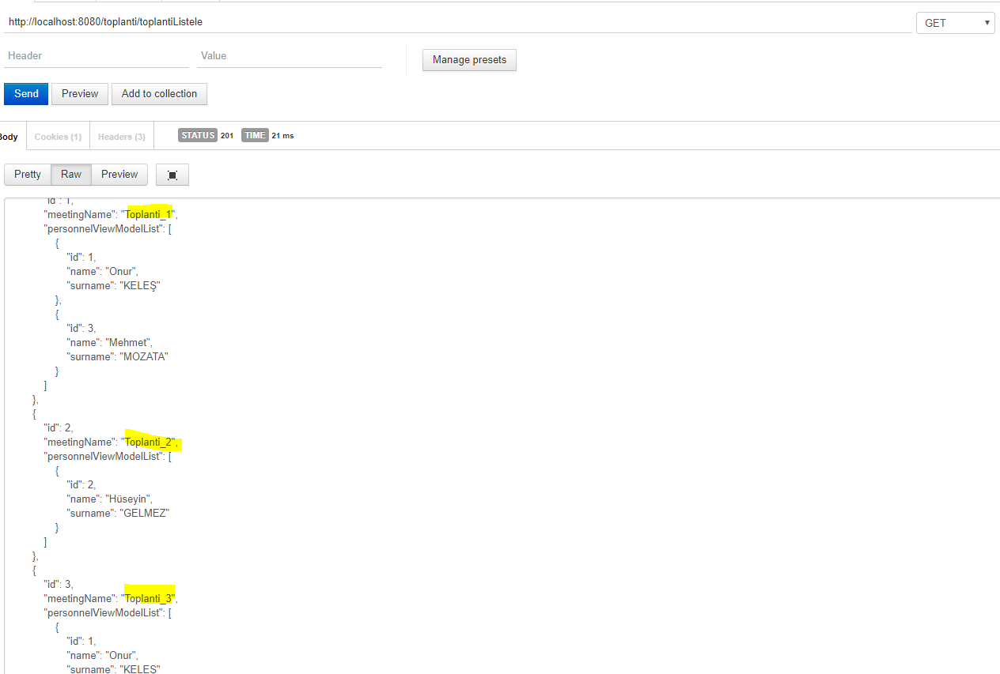 http://localhost:8080/toplanti/toplantiListele
GET
Header
Value
Manage presets
Send
Preview
Add to collection
Body
Cookies (1)
Headers (3)
STATUS 201
TIME 21 ms
Pretty
Raw
Preview
"id": 1,
"meetingName": "Toplanti_1",
"personnelViewModelList": [
{
"id": 1,
"name": "Onur",
"surname": "KELEŞ"
},
{
"id": 3,
"name": "Mehmet",
"surname": "MOZATA"
}
]
},
{
"id": 2,
"meetingName": "Toplanti_2",
"personnelViewModelList": [
{
"id": 2,
"name": "Hüseyin",
"surname": "GELMEZ"
}
]
},
{
"id": 3,
"meetingName": "Toplanti_3",
"personnelViewModelList": [
{
"id": 1,
"name": "Onur",
"surname": "KELEŞ"